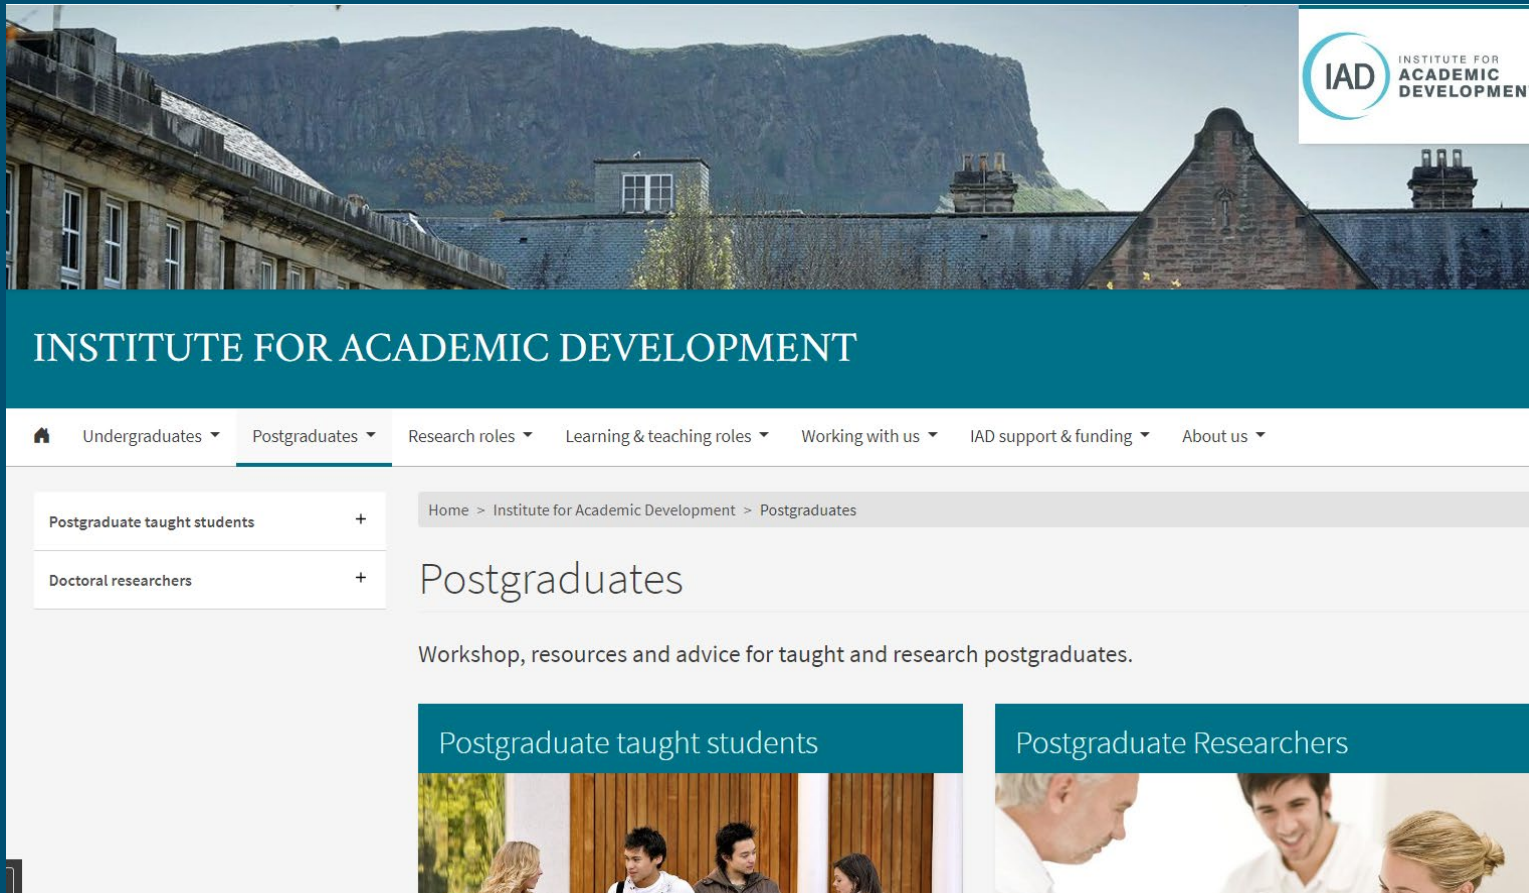 IAD
INSTITUTE FOR
ACADEMIC
INSTITUTE FOR ACADEMIC DEVELOPMENT
Undergraduates
Postgraduates
Research roles
Learning & teaching roles
Working with us
IAD support & funding
About us
Postgraduate taught students +
Doctoral researchers +
Home > Institute for Academic Development > Postgraduates
Postgraduates
Workshop, resources and advice for taught and research postgraduates.
Postgraduate taught students
Postgraduate Researchers